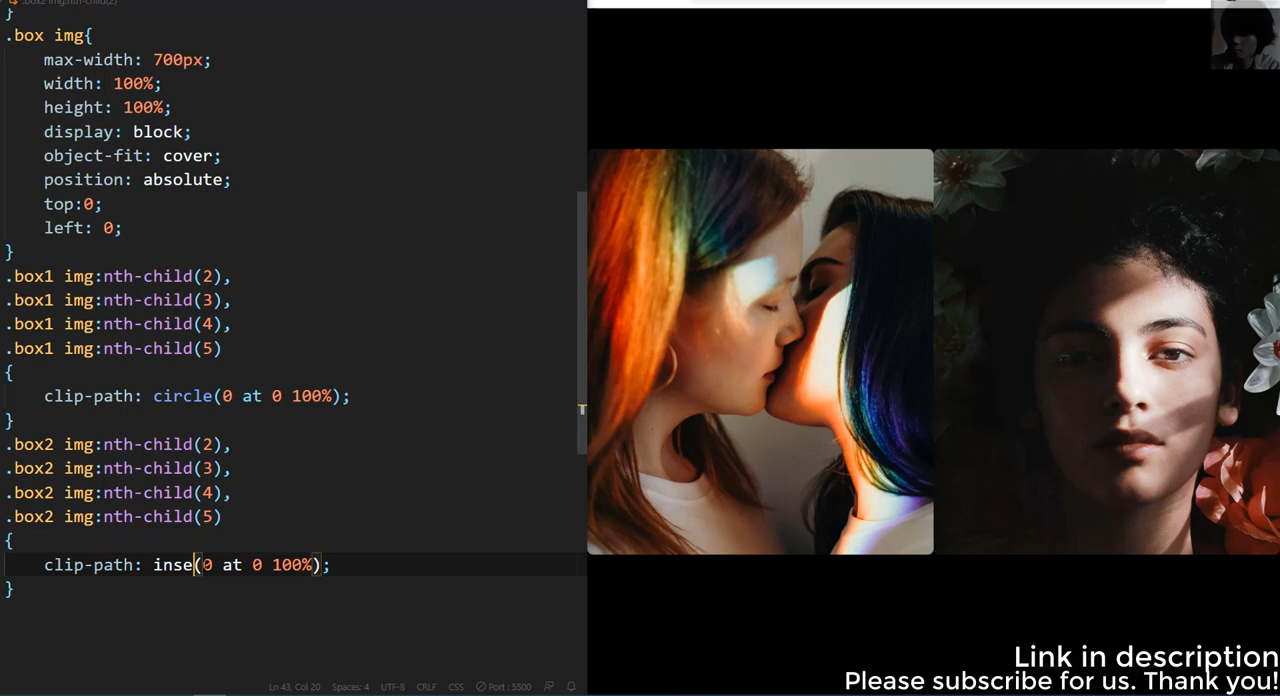 .box2 img:nth-child(2)
}
.box img{
max-width: 700px;
width: 100%;
height: 100%;
display: block;
object-fit: cover;
position: absolute;
top:0;
left: 0;
}
.box1 img:nth-child(2),
.box1 img:nth-child(3),
.box1 img:nth-child(4),
.box1 img:nth-child(5)
{
clip-path: circle(0 at 0 100%);
}
.box2 img:nth-child(2),
.box2 img:nth-child(3),
.box2 img:nth-child(4),
.box2 img:nth-child(5)
{
clip-path: inse(0 at 0 100%);
}
Ln 43, Col 20 Spaces: 4 UTF-8 CRLF CSS Port : 5500
Link in description
Please subscribe for us. Thank you!